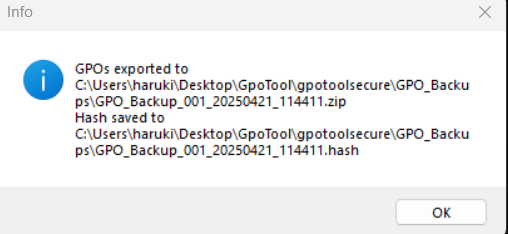 Info
GPOs exported to
C:\Users\haruki\Desktop\GpoTool\gpotoolsecure\GPO_Backu
ps\GPO_Backup_001_20250421_114411.zip
Hash saved to
C:\Users\haruki\Desktop\GpoTool\gpotoolsecure\GPO_Backu
ps\GPO_Backup_001_20250421_114411.hash
OK